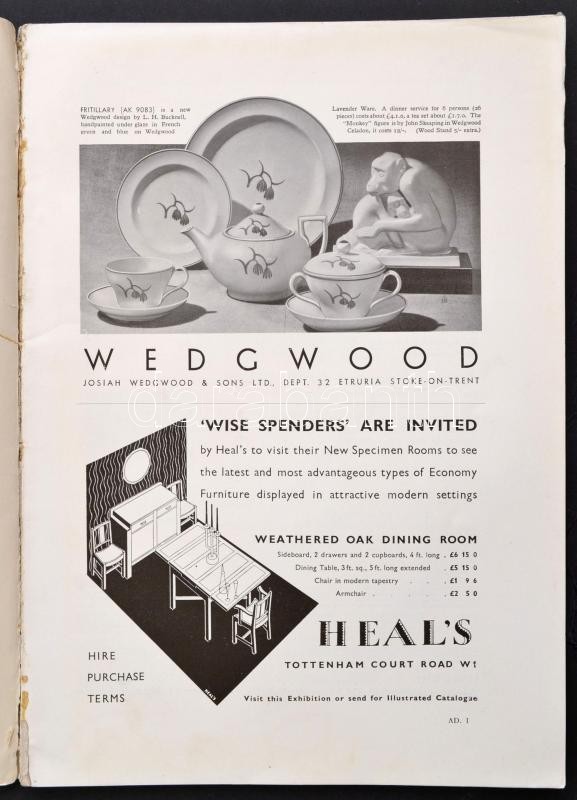 FRITILLARY (AK 9083) is a new
Wedgwood design by L. H. Bucknell,
handpainted under glaze in French
green and blue on Wedgwood
Lavender Ware. A dinner service for 6 persons (26
pieces) costs about £4.1.0, a tea set about £1.7.0. The
"Monkey" figure is by John Skeaping in Wedgwood
Celadon, it costs 12/-. (Wood Stand 5/- extra.)
WEDGWOOD
JOSIAH WEDGWOOD & SONS LTD., DEPT. 32 ETRURIA STOKE-ON-TRENT
darabanth
'WISE SPENDERS' ARE INVITED
by Heal's to visit their New Specimen Rooms to see
the latest and most advantageous types of Economy
Furniture displayed in attractive modern settings
WEATHERED OAK DINING ROOM
Sideboard, 2 drawers and 2 cupboards, 4 ft. long . £6 15 0
Dining Table, 3 ft. sq., 5 ft. long extended . £5 15 0
Chair in modern tapestry . . . £1 9 6
Armchair . . . . . . £2 5 0
HEAL'S
TOTTENHAM COURT ROAD W1
HIRE
PURCHASE
TERMS
Visit this Exhibition or send for Illustrated Catalogue
AD. 1